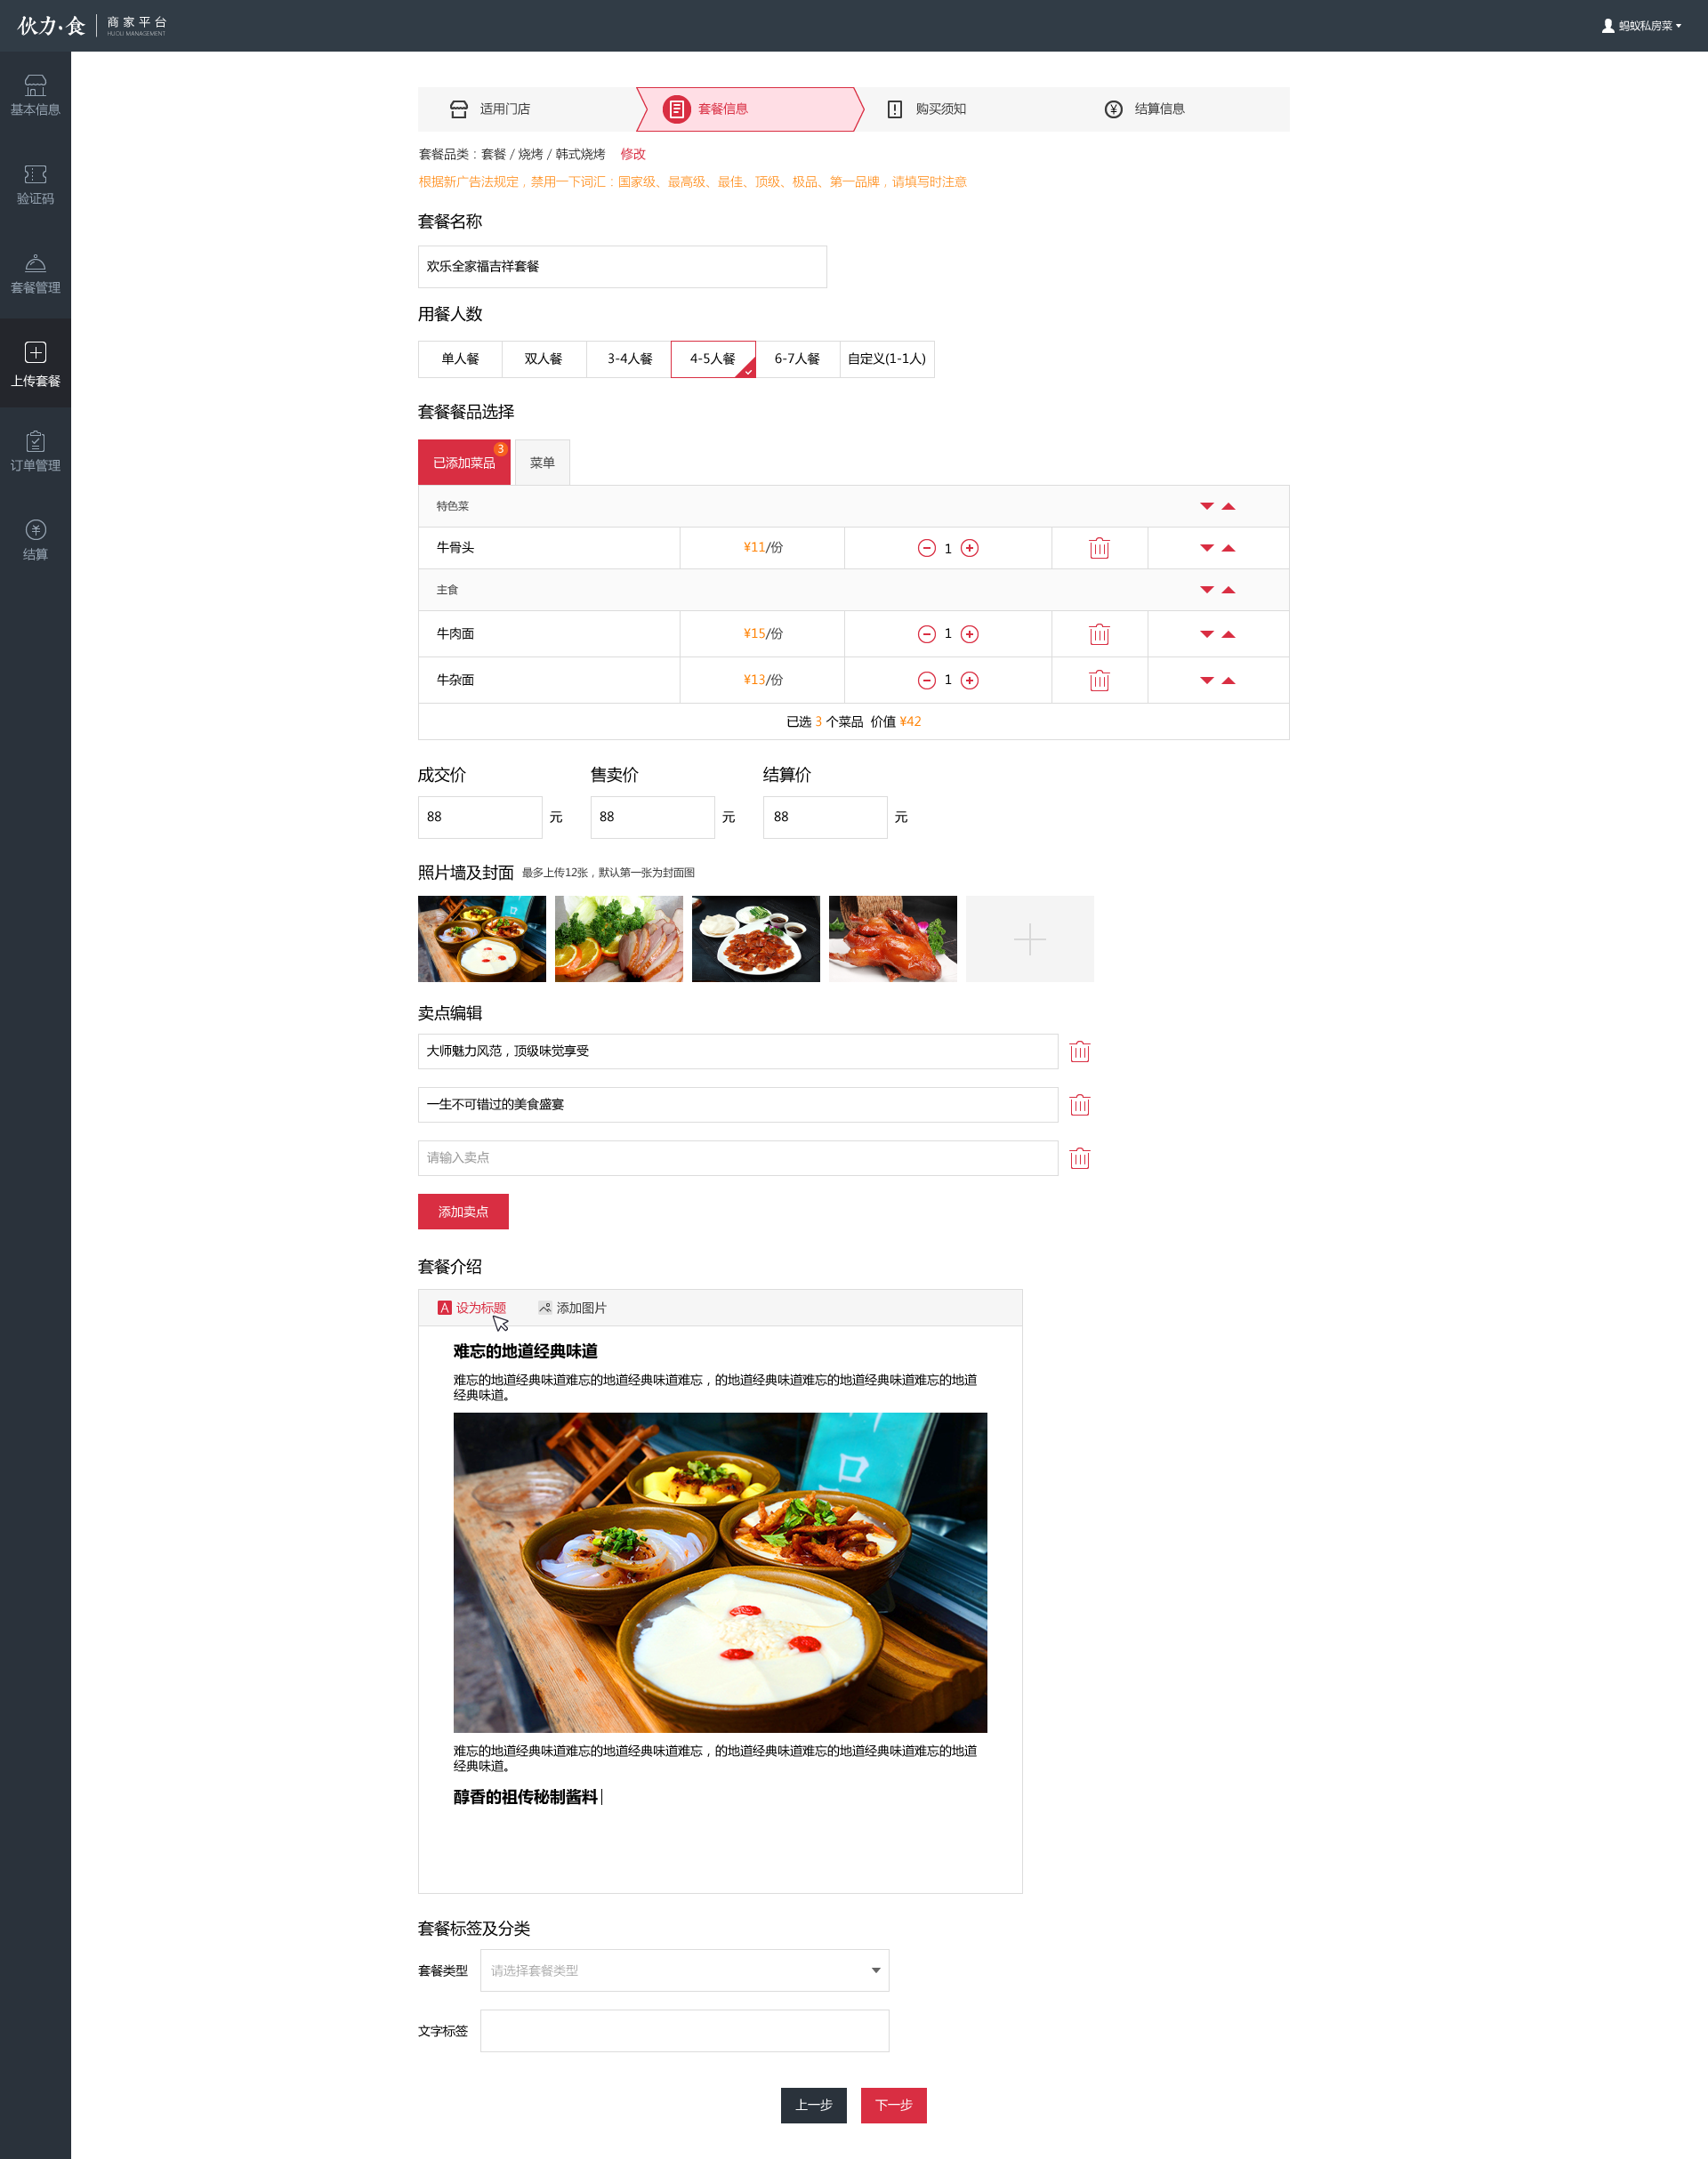 伙力·食
商家平台
HUOLI MANAGEMENT
蚂蚁私房菜
基本信息
验证码
套餐管理
上传套餐
订单管理
结算
适用门店
套餐信息
购买须知
结算信息
套餐品类：套餐 / 烧烤 / 韩式烧烤 修改
根据新广告法规定，禁用一下词汇：国家级、最高级、最佳、顶级、极品、第一品牌，请填写时注意
套餐名称
欢乐全家福吉祥套餐
用餐人数
单人餐 双人餐 3-4人餐 4-5人餐 6-7人餐 自定义(1-1人)
套餐餐品选择
已添加菜品 3 菜单
特色菜
牛骨头 ¥11/份 1
主食
牛肉面 ¥15/份 1
牛杂面 ¥13/份 1
已选 3 个菜品 价值 ¥42
成交价 售卖价 结算价
88 元 88 元 88 元
照片墙及封面 最多上传12张，默认第一张为封面图
卖点编辑
大师魅力风范，顶级味觉享受
一生不可错过的美食盛宴
请输入卖点
添加卖点
套餐介绍
A 设为标题 添加图片
难忘的地道经典味道
难忘的地道经典味道难忘的地道经典味道难忘，的地道经典味道难忘的地道经典味道难忘的地道
经典味道。
难忘的地道经典味道难忘的地道经典味道难忘，的地道经典味道难忘的地道经典味道难忘的地道
经典味道。
醇香的祖传秘制酱料
套餐标签及分类
套餐类型 请选择套餐类型
文字标签
上一步 下一步